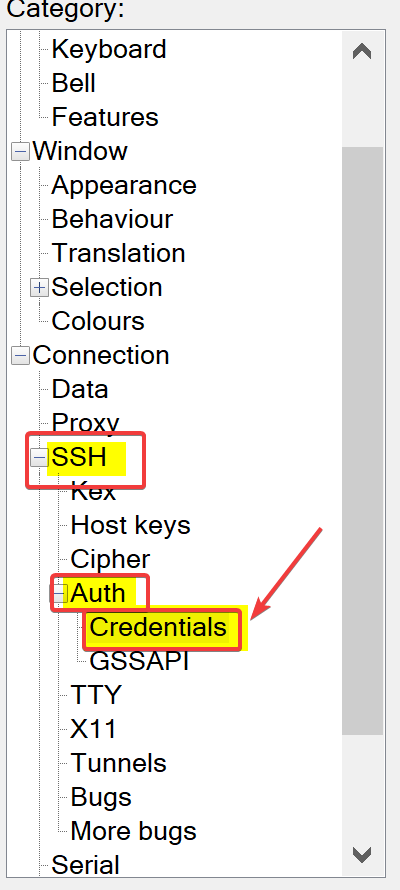 Category:
Keyboard
Bell
Features
Window
Appearance
Behaviour
Translation
Selection
Colours
Connection
Data
Proxy
SSH
Kex
Host keys
Cipher
Auth
Credentials
GSSAPI
TTY
X11
Tunnels
Bugs
More bugs
Serial